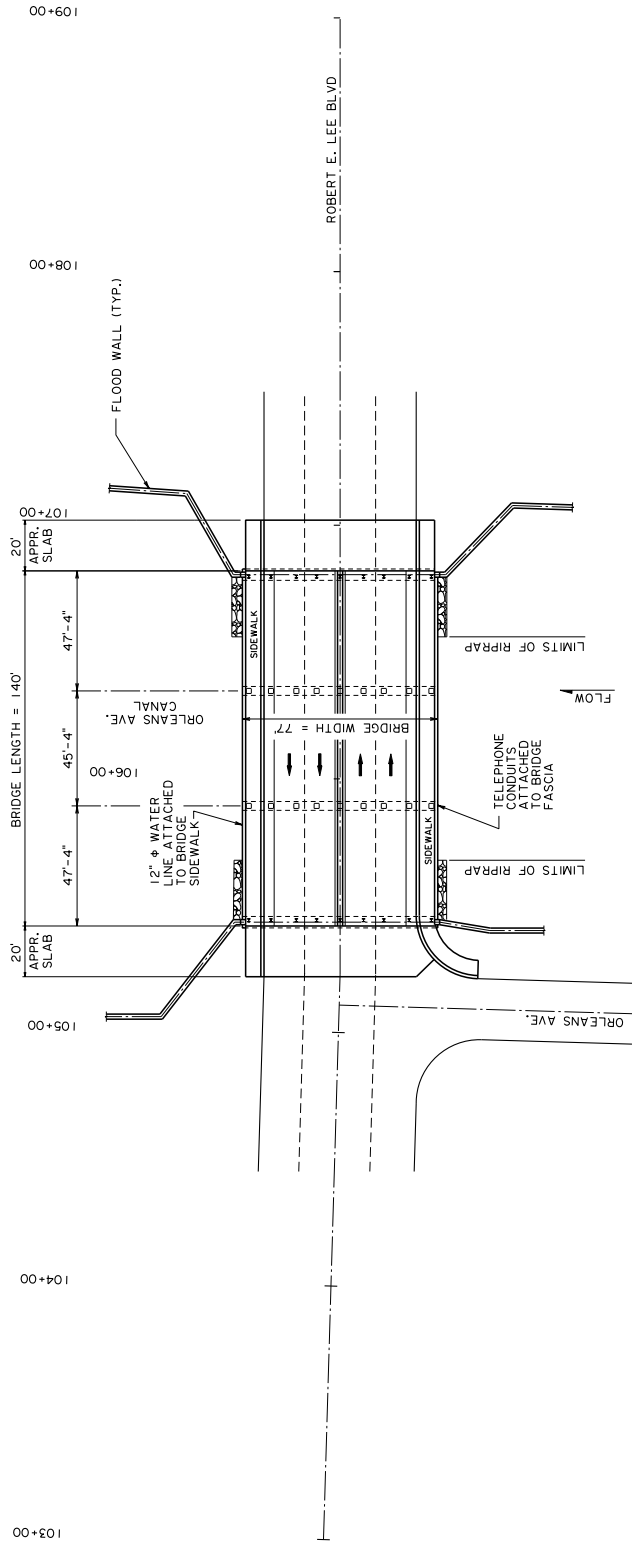 109+00
ROBERT E. LEE BLVD
108+00
FLOOD WALL (TYP.)
107+00
20'
APPR.
SLAB
BRIDGE LENGTH = 140'
47'-4"
SIDEWALK
LIMITS OF RIPRAP
ORLEANS AVE.
CANAL
45'-4"
BRIDGE WIDTH = 77'
FLOW
106+00
12" Φ WATER
LINE ATTACHED
TO BRIDGE
SIDEWALK
TELEPHONE
CONDUITS
ATTACHED
TO BRIDGE
FASCIA
47'-4"
SIDEWALK
LIMITS OF RIPRAP
20'
APPR.
SLAB
105+00
ORLEANS AVE.
104+00
103+00